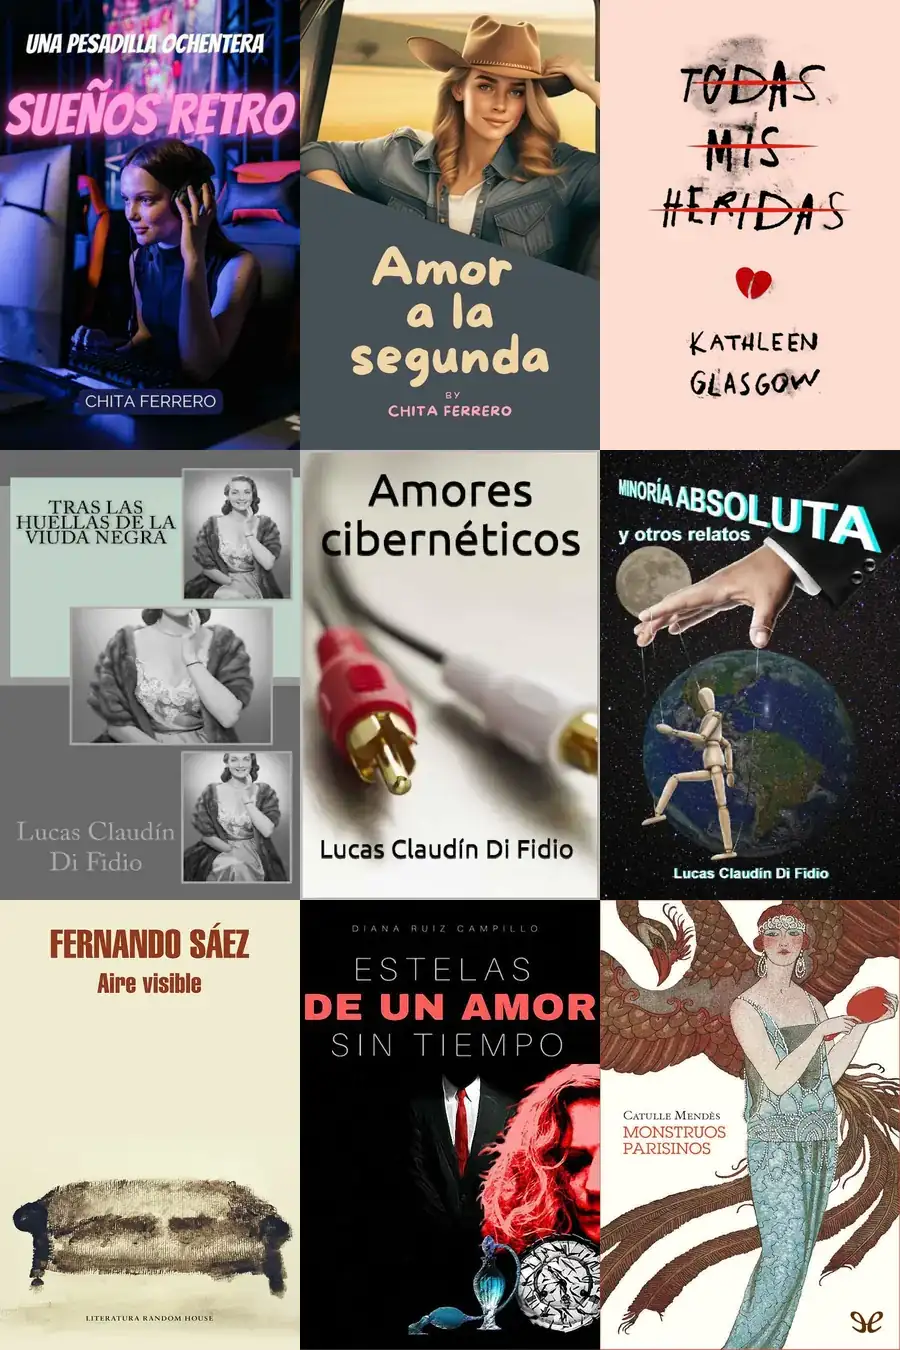 UNA PESADILLA OCHENTERA
SUEÑOS RETRO
CHITA FERRERO
Amor
a la
segunda
BY
CHITA FERRERO
TODAS
MIS
HERIDAS
KATHLEEN
GLASGOW
TRAS LAS
HUELLAS DE LA
VIUDA NEGRA
Lucas Claudín
Di Fidio
Amores
cibernéticos
Lucas Claudín Di Fidio
MINORÍA ABSOLUTA
y otros relatos
Lucas Claudín Di Fidio
FERNANDO SÁEZ
Aire visible
LITERATURA RANDOM HOUSE
DIANA RUIZ CAMPILLO
ESTELAS
DE UN AMOR
SIN TIEMPO
CATULLE MENDÈS
MONSTRUOS
PARISINOS